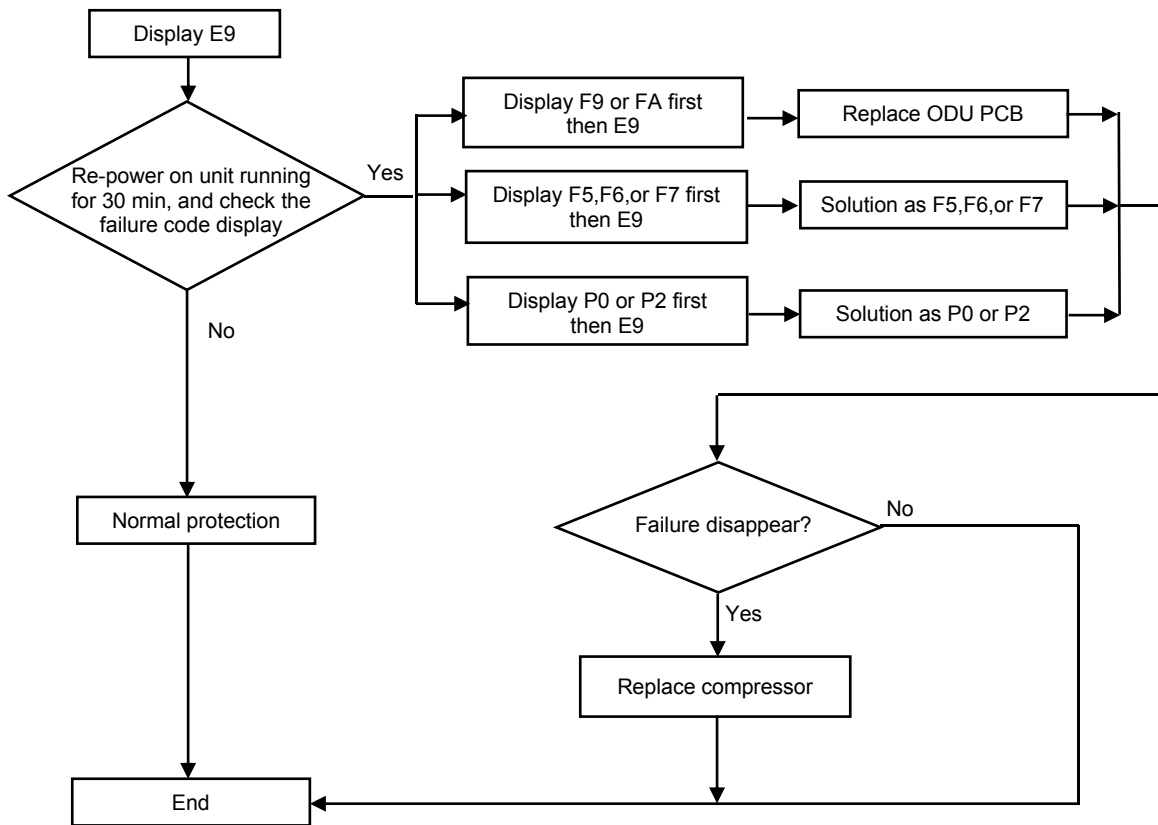 Display E9
Re-power on unit running
for 30 min, and check the
failure code display
Yes
No
Display F9 or FA first
then E9
Replace ODU PCB
Display F5,F6,or F7 first
then E9
Solution as F5,F6,or F7
Display P0 or P2 first
then E9
Solution as P0 or P2
Normal protection
Failure disappear?
No
Yes
Replace compressor
End